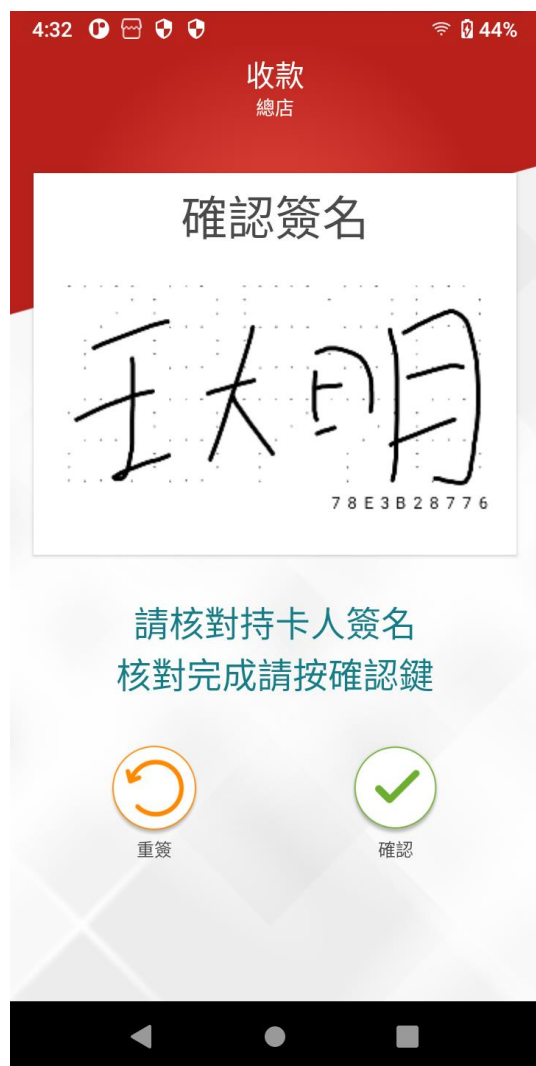 4:32 44%
收款
總店
確認簽名
王大明
78E3B28776
請核對持卡人簽名
核對完成請按確認鍵
重簽 確認